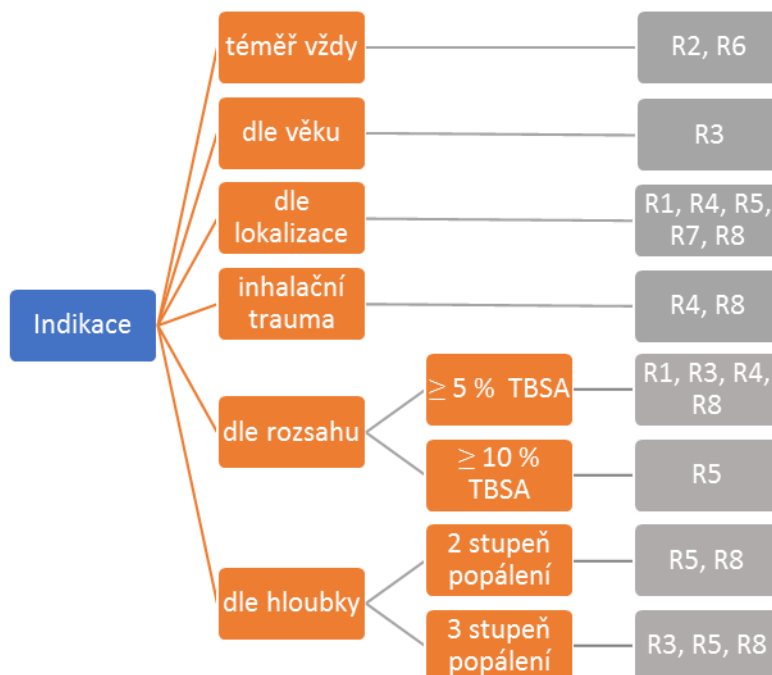 téměř vždy
R2, R6
dle věku
R3
dle
lokalizace
R1, R4, R5,
R7, R8
Indikace
inhalační
trauma
R4, R8
dle rozsahu
≥ 5 % TBSA
R1, R3, R4,
R8
≥ 10 %
TBSA
R5
dle hloubky
2 stupeň
popálení
R5, R8
3 stupeň
popálení
R3, R5, R8